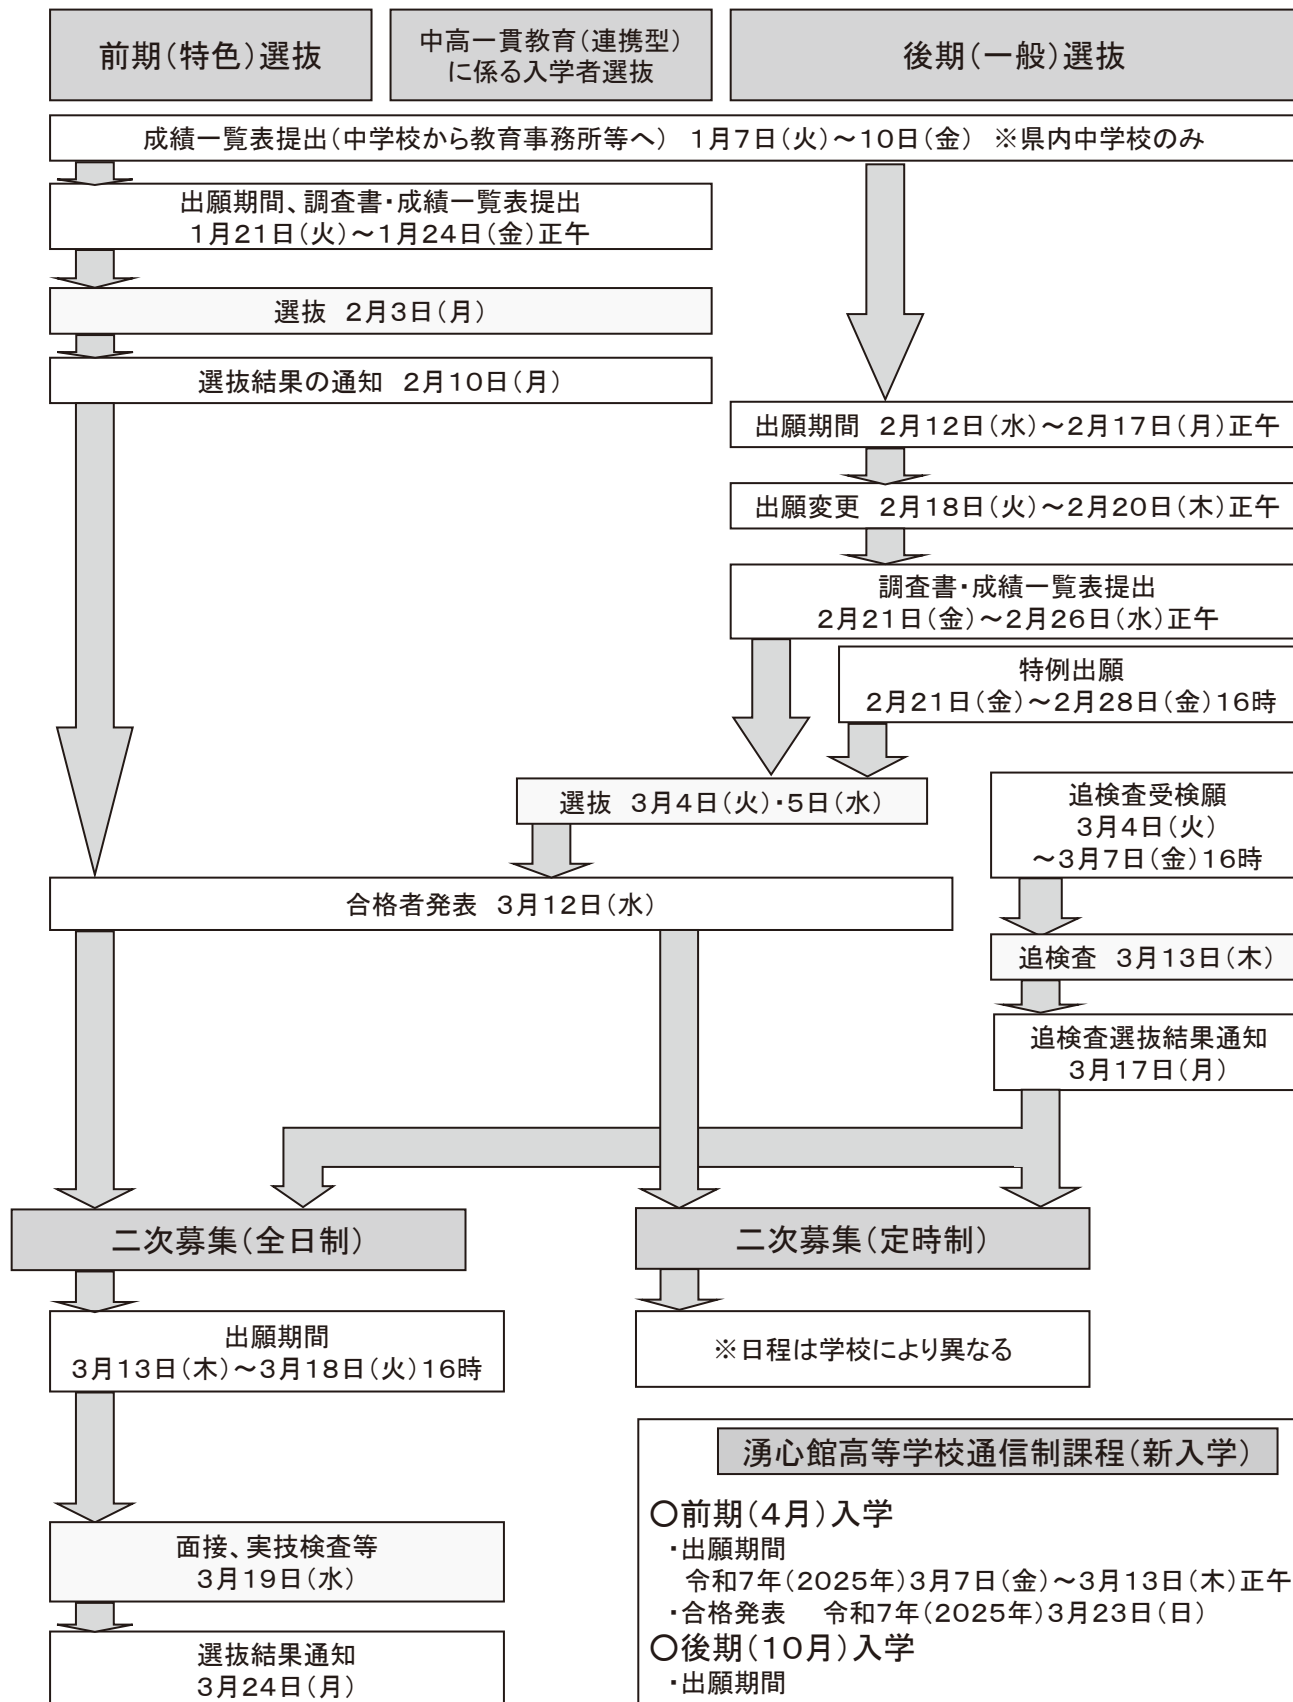 前期(特色)選抜
中高一貫教育(連携型)
に係る入学者選抜
後期(一般)選抜
成績一覧表提出(中学校から教育事務所等へ) 1月7日(火)～10日(金) ※県内中学校のみ
出願期間、調査書・成績一覧表提出
1月21日(火)～1月24日(金)正午
選抜 2月3日(月)
選抜結果の通知 2月10日(月)
出願期間 2月12日(水)～2月17日(月)正午
出願変更 2月18日(火)～2月20日(木)正午
調査書・成績一覧表提出
2月21日(金)～2月26日(水)正午
特例出願
2月21日(金)～2月28日(金)16時
選抜 3月4日(火)・5日(水)
追検査受検願
3月4日(火)
～3月7日(金)16時
合格者発表 3月12日(水)
追検査 3月13日(木)
追検査選抜結果通知
3月17日(月)
二次募集(全日制)
二次募集(定時制)
出願期間
3月13日(木)～3月18日(火)16時
※日程は学校により異なる
面接、実技検査等
3月19日(水)
選抜結果通知
3月24日(月)
湧心館高等学校通信制課程(新入学)
○前期(4月)入学
・出願期間
令和7年(2025年)3月7日(金)～3月13日(木)正午
・合格発表 令和7年(2025年)3月23日(日)
○後期(10月)入学
・出願期間